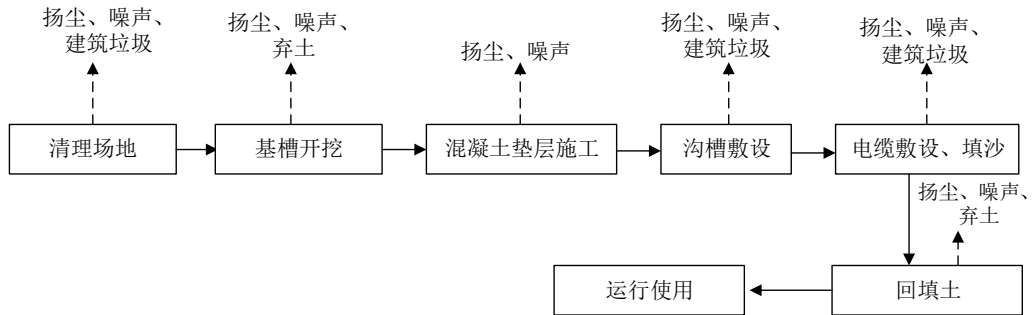 扬尘、噪声、
建筑垃圾
扬尘、噪声、
弃土
扬尘、噪声
扬尘、噪声、
建筑垃圾
扬尘、噪声、
建筑垃圾
清理场地
基槽开挖
混凝土垫层施工
沟槽敷设
电缆敷设、填沙
扬尘、噪声、
弃土
运行使用
回填土